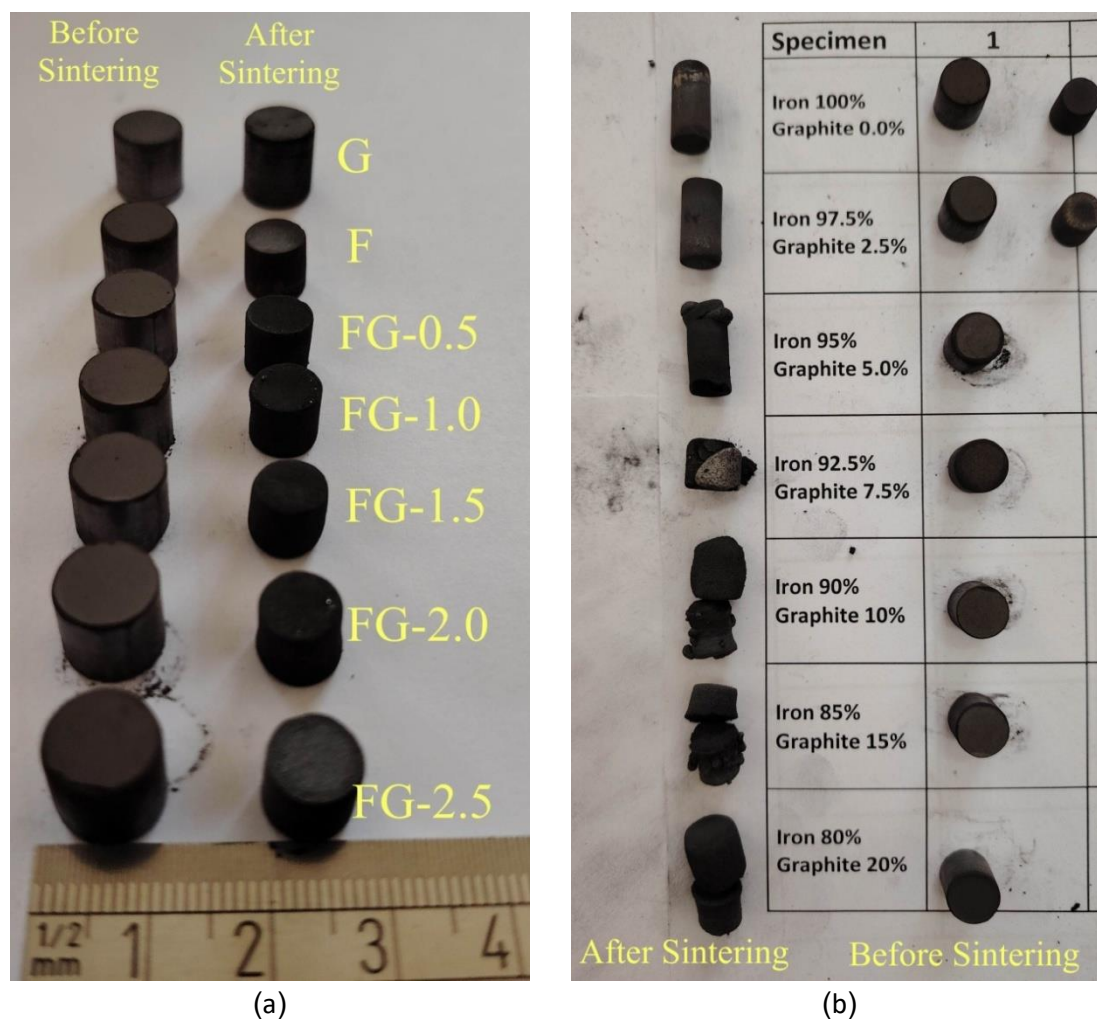 Before
Sintering
After
Sintering
G
F
FG-0.5
FG-1.0
FG-1.5
FG-2.0
FG-2.5
1/2
mm
1 2 3 4
(a)
Specimen 1
Iron 100%
Graphite 0.0%
Iron 97.5%
Graphite 2.5%
Iron 95%
Graphite 5.0%
Iron 92.5%
Graphite 7.5%
Iron 90%
Graphite 10%
Iron 85%
Graphite 15%
Iron 80%
Graphite 20%
After Sintering Before Sintering
(b)